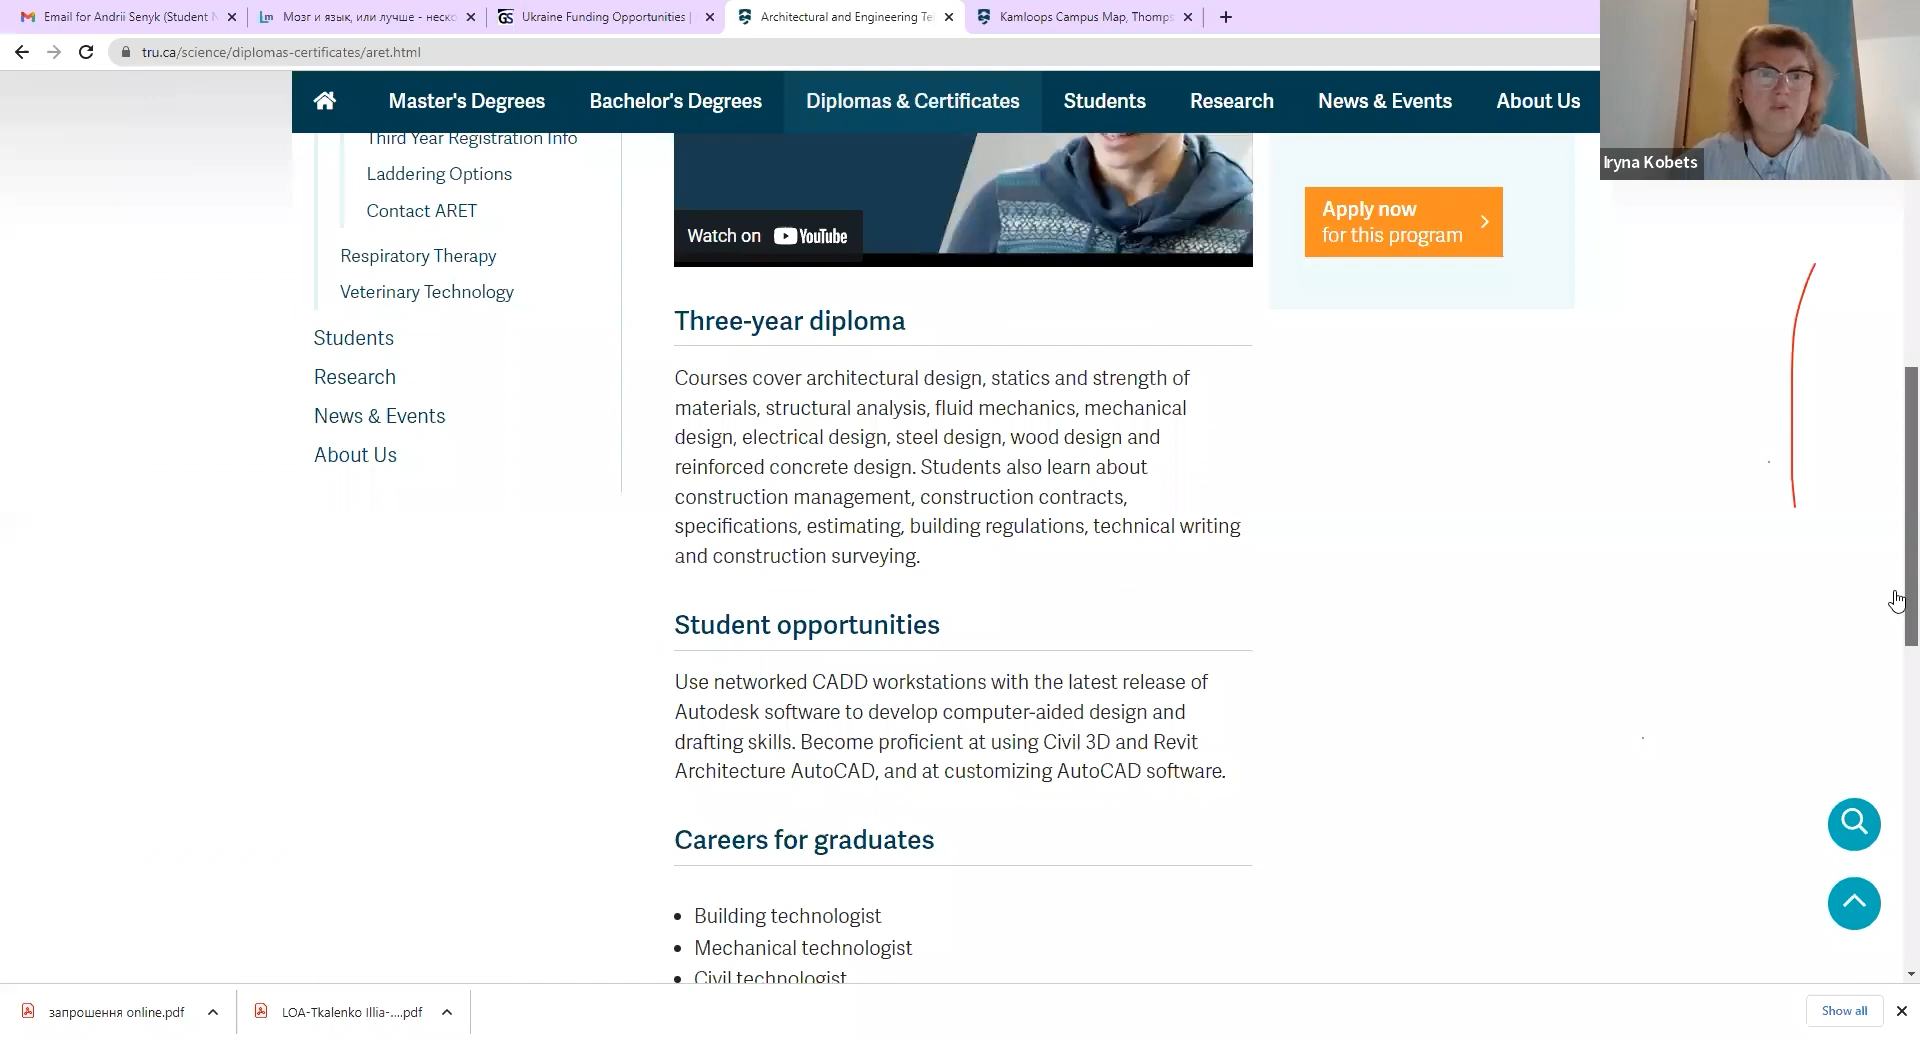 Email for Andrii Senyk (Student N
Мозг и язык, или лучше - неско
Ukraine Funding Opportunities |
Architectural and Engineering Te
Kamloops Campus Map, Thomps
tru.ca/science/diplomas-certificates/aret.html
Master's Degrees
Bachelor's Degrees
Diplomas & Certificates
Students
Research
News & Events
About Us
Iryna Kobets
Third Year Registration Info
Laddering Options
Contact ARET
Respiratory Therapy
Veterinary Technology
Students
Research
News & Events
About Us
Watch on YouTube
Apply now
for this program
Three-year diploma
Courses cover architectural design, statics and strength of
materials, structural analysis, fluid mechanics, mechanical
design, electrical design, steel design, wood design and
reinforced concrete design. Students also learn about
construction management, construction contracts,
specifications, estimating, building regulations, technical writing
and construction surveying.
Student opportunities
Use networked CADD workstations with the latest release of
Autodesk software to develop computer-aided design and
drafting skills. Become proficient at using Civil 3D and Revit
Architecture AutoCAD, and at customizing AutoCAD software.
Careers for graduates
• Building technologist
• Mechanical technologist
• Civil technologist
запрошення online.pdf
LOA-Tkalenko Illia-....pdf
Show all